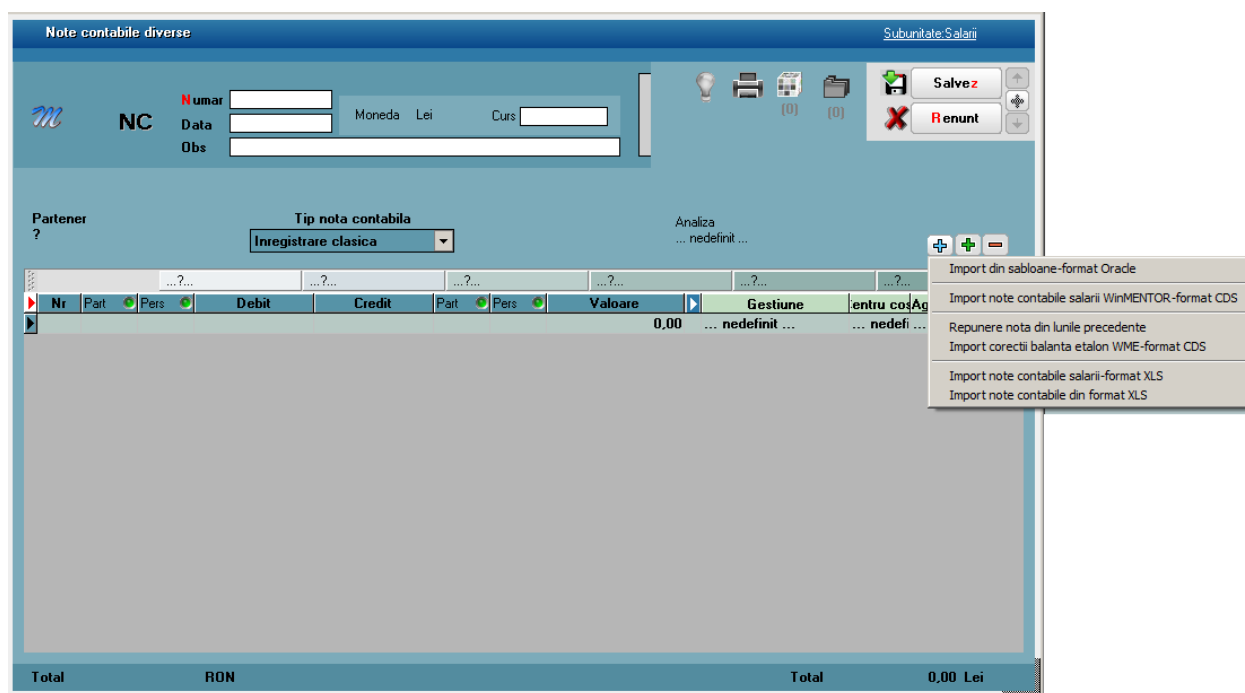 Note contabile diverse Subunitate:Salarii
Numar
Moneda Lei Curs
NC Data
Obs
(0) (0)
Salvez
Renunt
Partener
?
Tip nota contabila
Inregistrare clasica
Analiza
... nedefinit ...
...?... ...?... ...?... ...?... ...?... ...?...
Nr Part Pers Debit Credit Part Pers Valoare Gestiune entru cos Ag
0,00 ... nedefinit ... ... nedefi ...
Import din sabloane-format Oracle
Import note contabile salarii WinMENTOR-format CDS
Repunere nota din lunile precedente
Import corectii balanta etalon WME-format CDS
Import note contabile salarii-format XLS
Import note contabile din format XLS
Total RON Total 0,00 Lei